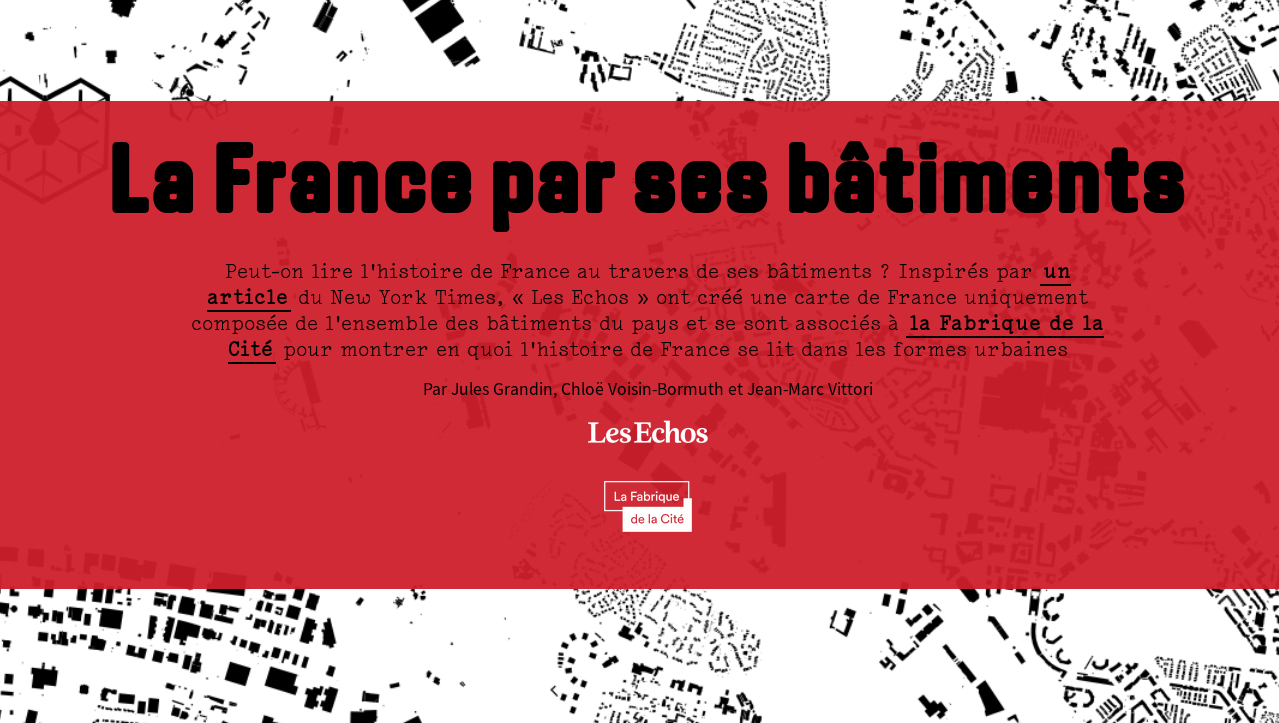 La France par ses bâtiments
Peut-on lire l'histoire de France au travers de ses bâtiments ? Inspirés par un
article du New York Times, « Les Echos » ont créé une carte de France uniquement
composée de l'ensemble des bâtiments du pays et se sont associés à la Fabrique de la
Cité pour montrer en quoi l'histoire de France se lit dans les formes urbaines
Par Jules Grandin, Chloë Voisin-Bormuth et Jean-Marc Vittori
Les Echos
La Fabrique
de la Cité